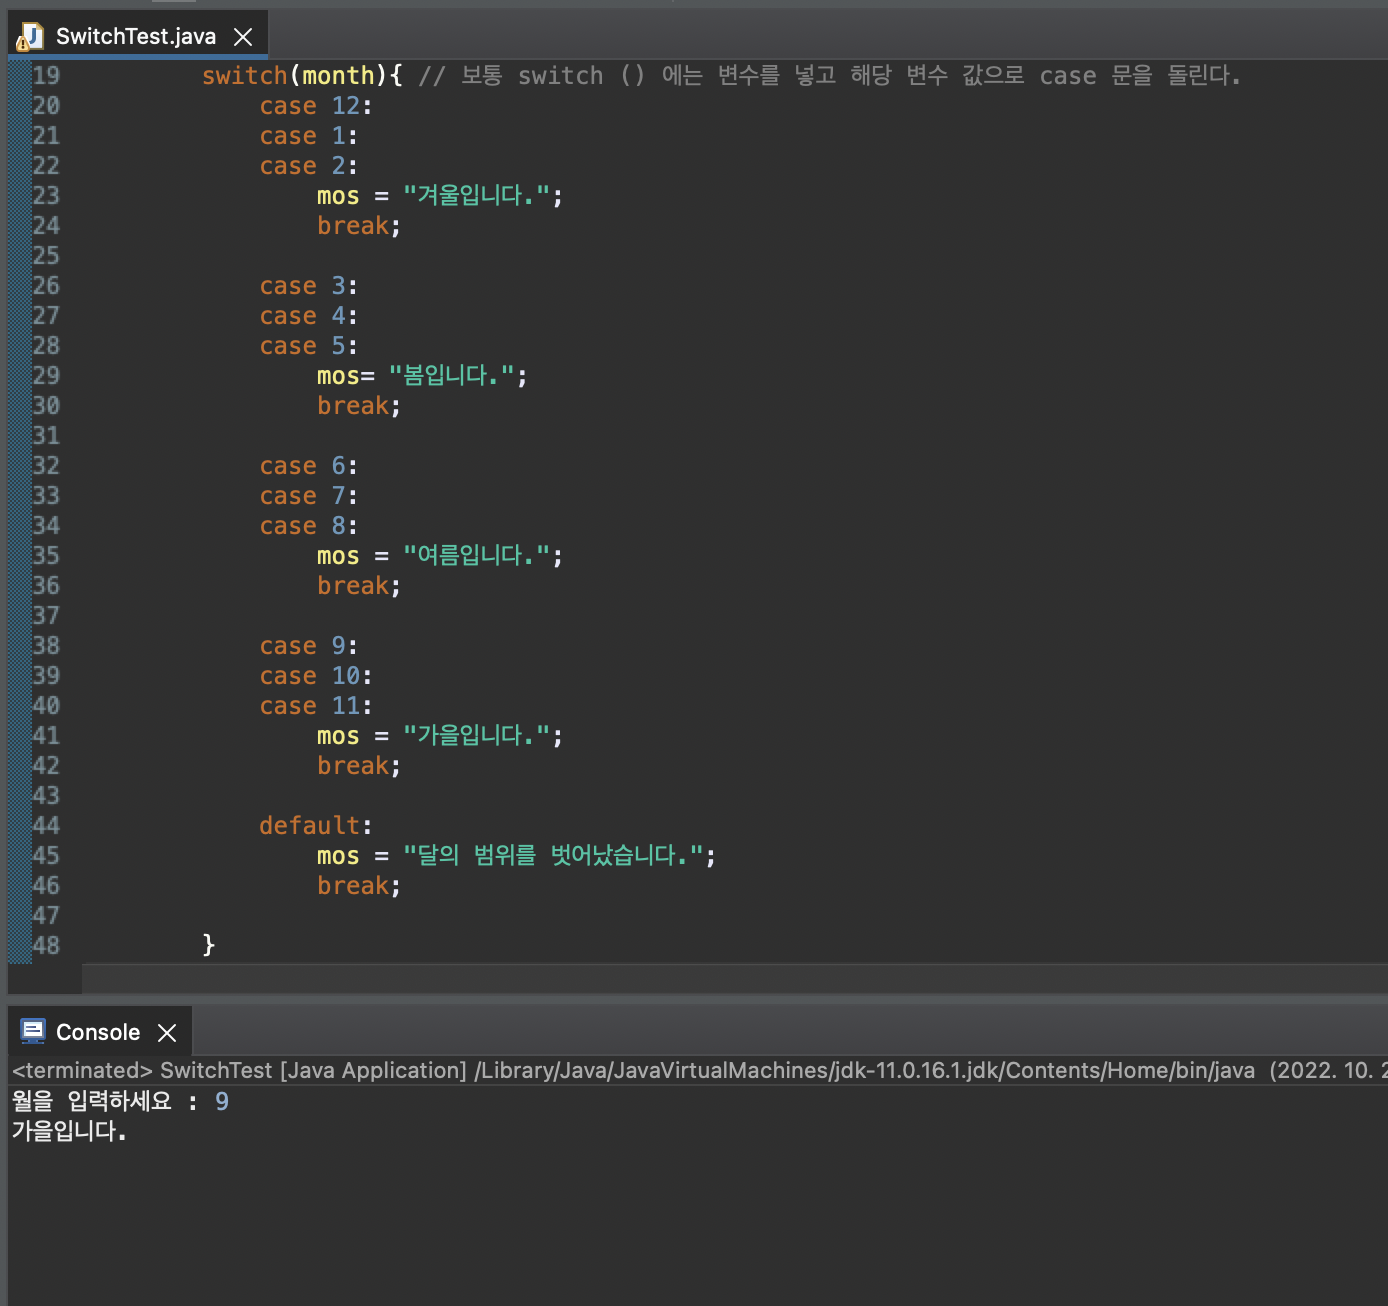 SwitchTest.java
19 switch(month){ // 보통 switch () 에는 변수를 넣고 해당 변수 값으로 case 문을 돌린다.
20 case 12:
21 case 1:
22 case 2:
23 mos = "겨울입니다.";
24 break;
25
26 case 3:
27 case 4:
28 case 5:
29 mos= "봄입니다.";
30 break;
31
32 case 6:
33 case 7:
34 case 8:
35 mos = "여름입니다.";
36 break;
37
38 case 9:
39 case 10:
40 case 11:
41 mos = "가을입니다.";
42 break;
43
44 default:
45 mos = "달의 범위를 벗어났습니다.";
46 break;
47
48 }
Console
<terminated> SwitchTest [Java Application] /Library/Java/JavaVirtualMachines/jdk-11.0.16.1.jdk/Contents/Home/bin/java (2022. 10. 2
월을 입력하세요 : 9
가을입니다.